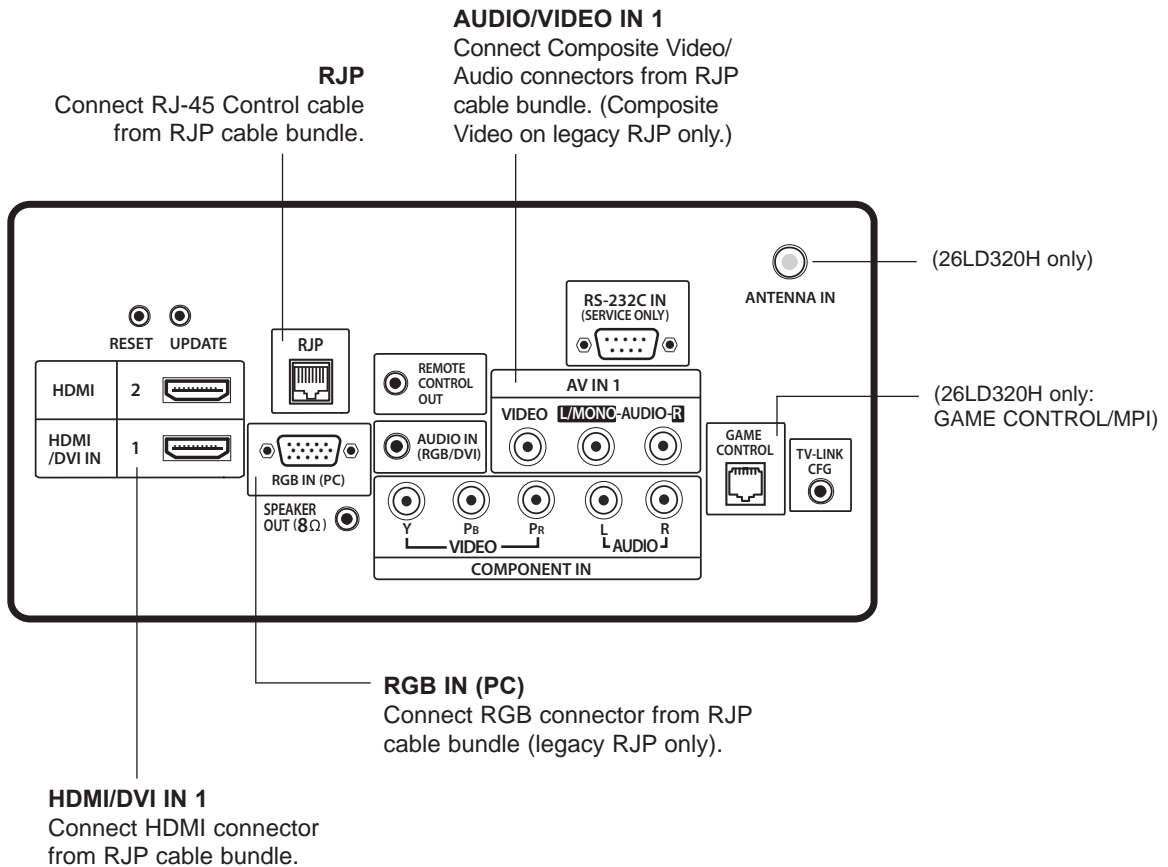 AUDIO/VIDEO IN 1
Connect Composite Video/
Audio connectors from RJP
cable bundle. (Composite
Video on legacy RJP only.)
RJP
Connect RJ-45 Control cable
from RJP cable bundle.
(26LD320H only)
ANTENNA IN
RS-232C IN
(SERVICE ONLY)
RESET UPDATE
RJP
HDMI 2
HDMI
/DVI IN 1
REMOTE
CONTROL
OUT
AV IN 1
VIDEO L/MONO-AUDIO-R
(26LD320H only:
GAME CONTROL/MPI)
AUDIO IN
(RGB/DVI)
GAME
CONTROL
TV-LINK
CFG
RGB IN (PC)
SPEAKER
OUT (8Ω)
Y PB PR L R
VIDEO AUDIO
COMPONENT IN
RGB IN (PC)
Connect RGB connector from RJP
cable bundle (legacy RJP only).
HDMI/DVI IN 1
Connect HDMI connector
from RJP cable bundle.